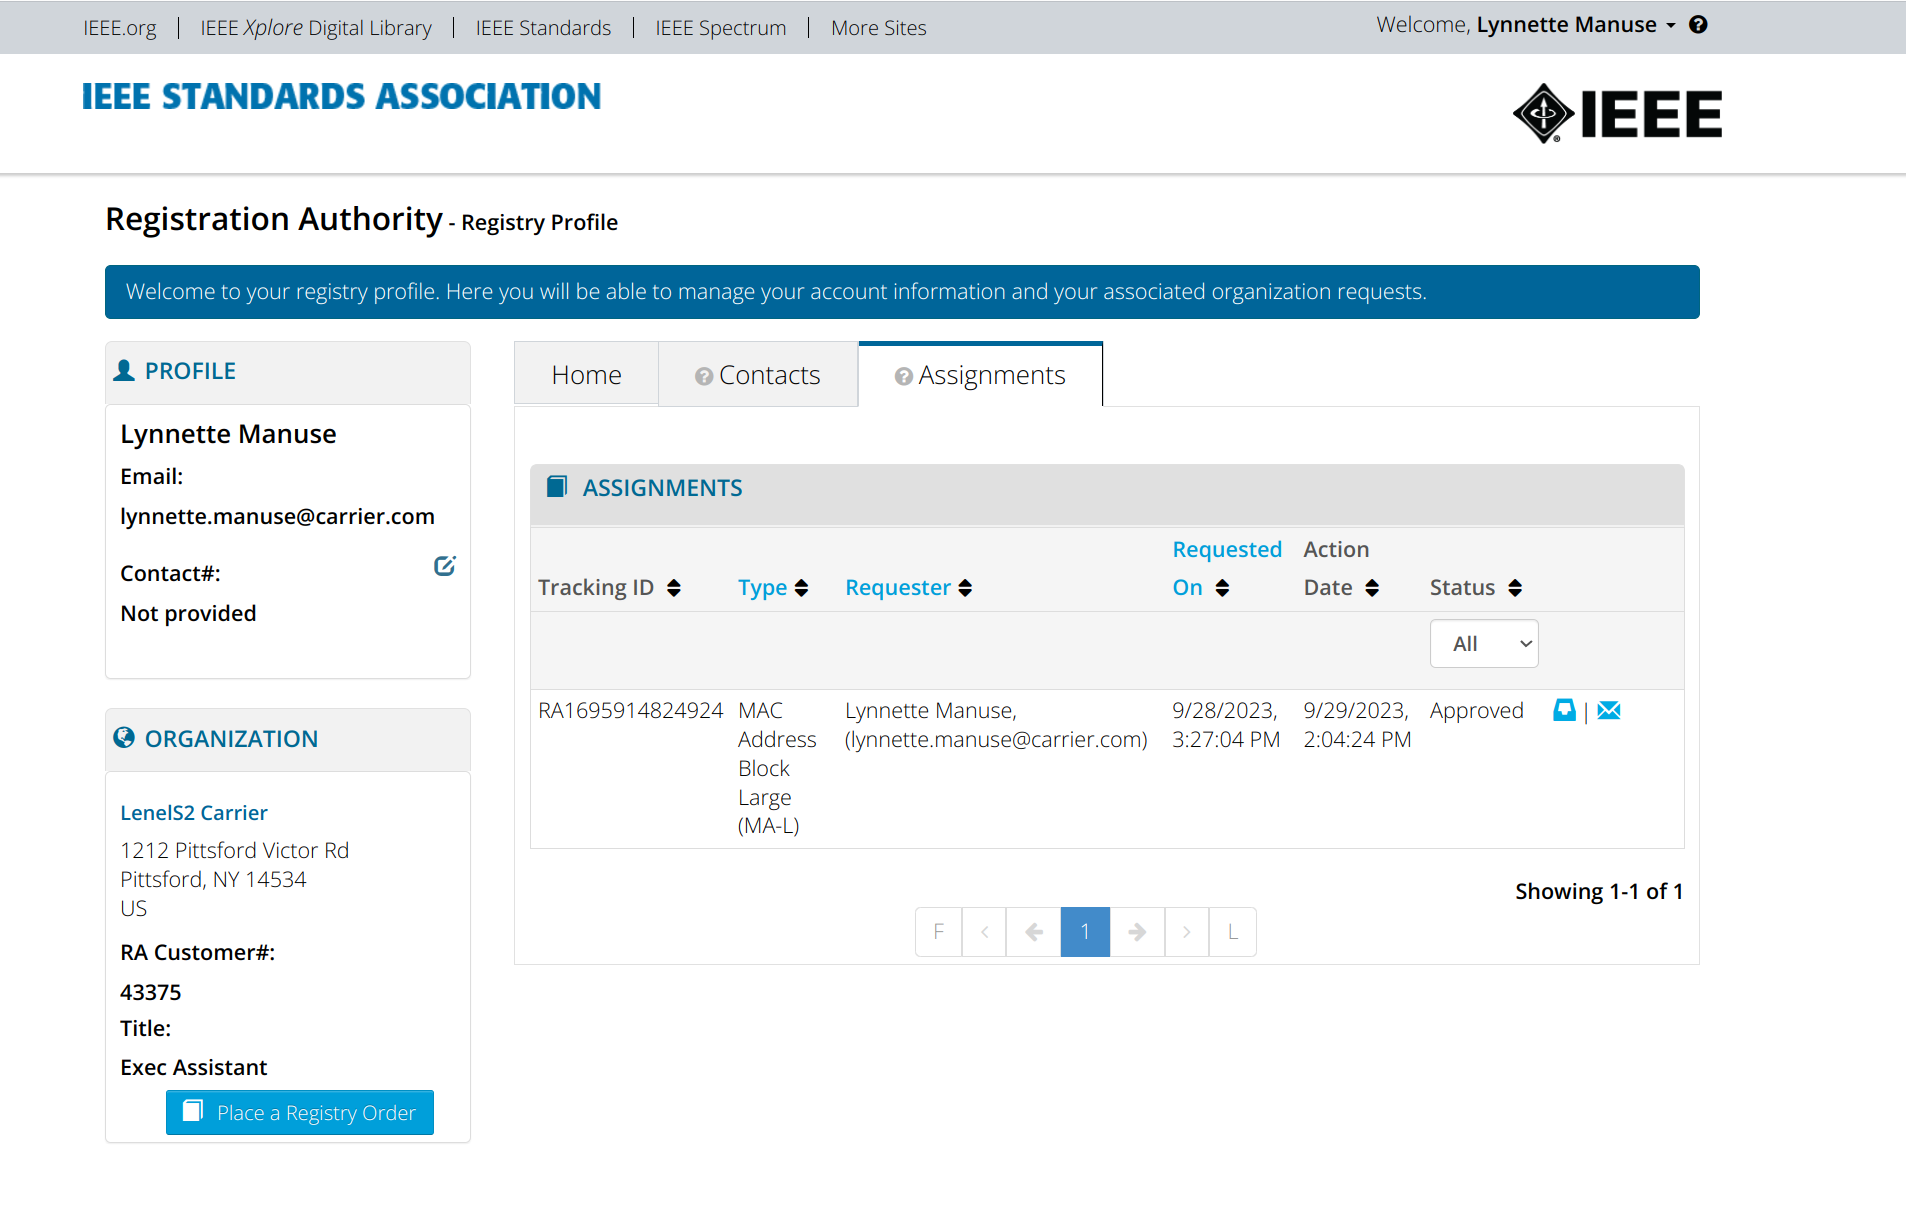 IEEE.org | IEEE Xplore Digital Library | IEEE Standards | IEEE Spectrum | More Sites
Welcome, Lynnette Manuse
IEEE STANDARDS ASSOCIATION
IEEE
Registration Authority - Registry Profile
Welcome to your registry profile. Here you will be able to manage your account information and your associated organization requests.
PROFILE
Lynnette Manuse
Email:
lynnette.manuse@carrier.com
Contact#:
Not provided
ORGANIZATION
LenelS2 Carrier
1212 Pittsford Victor Rd
Pittsford, NY 14534
US
RA Customer#:
43375
Title:
Exec Assistant
Place a Registry Order
Home
Contacts
Assignments
ASSIGNMENTS
Tracking ID
Type
Requester
Requested
On
Action
Date
Status
All
RA1695914824924
MAC
Address
Block
Large
(MA-L)
Lynnette Manuse,
(lynnette.manuse@carrier.com)
9/28/2023,
3:27:04 PM
9/29/2023,
2:04:24 PM
Approved
|
Showing 1-1 of 1
F < 1 > L